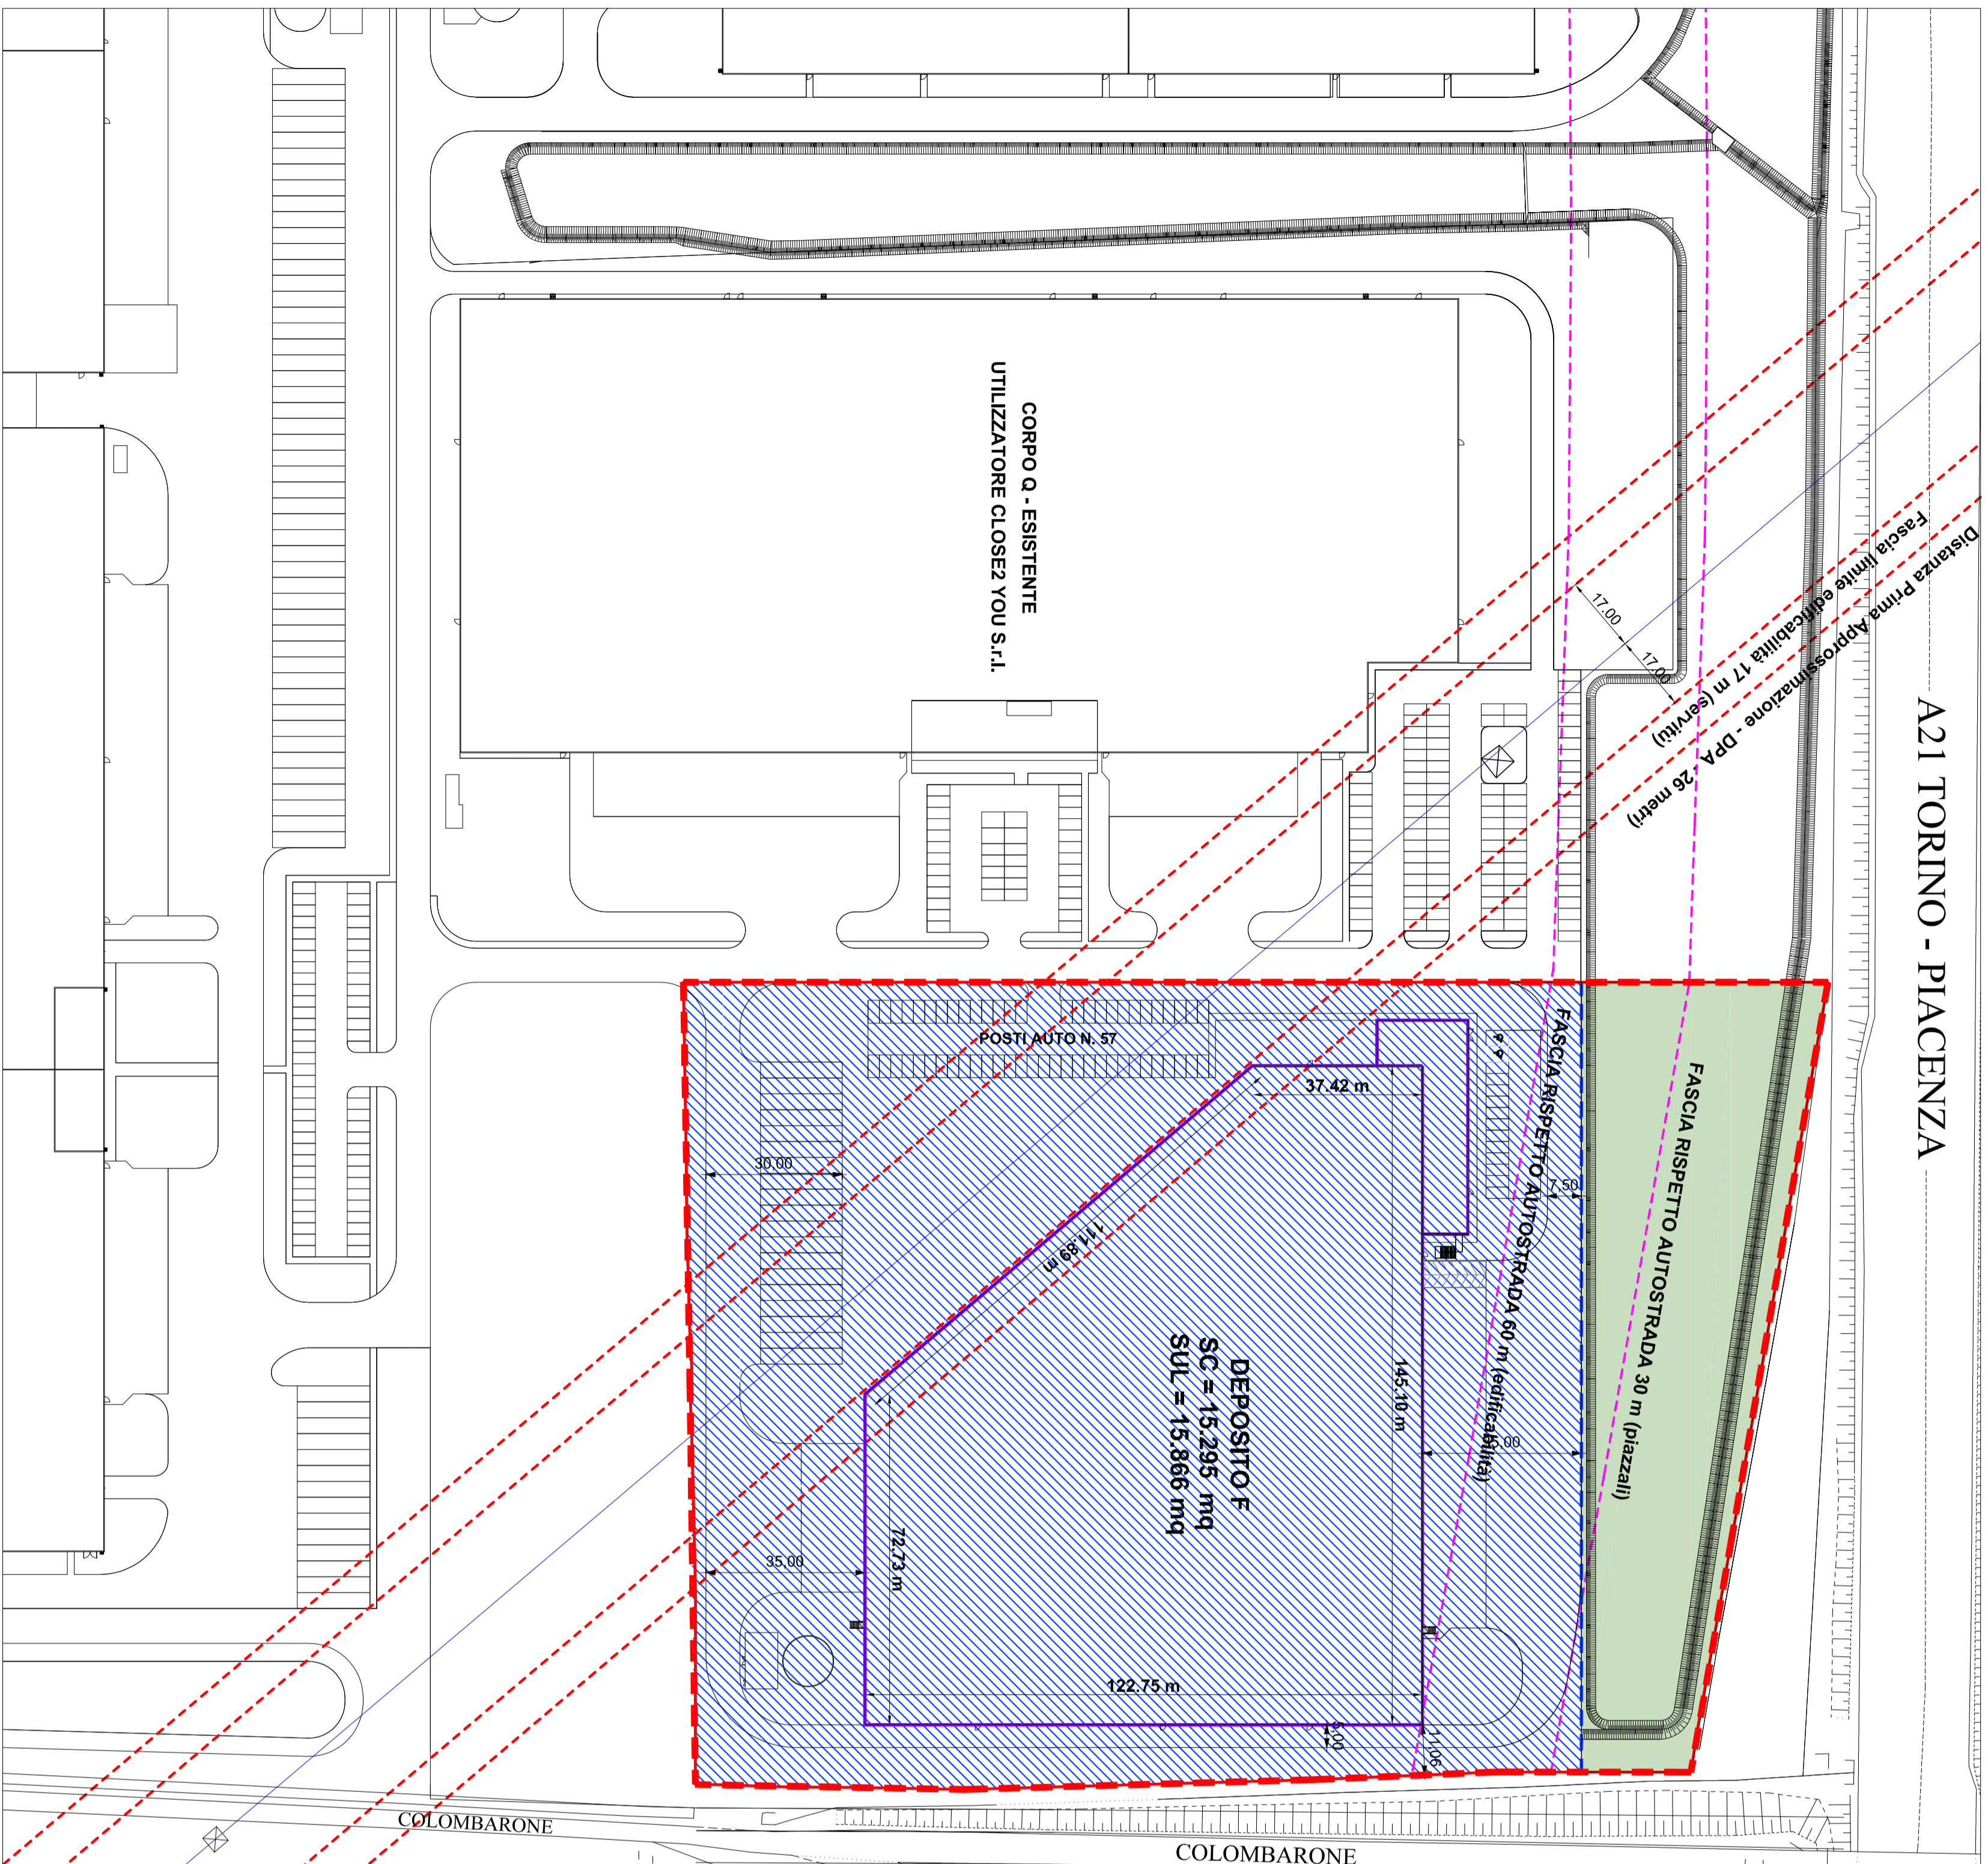 CORPO Q - ESISTENTE
UTILIZZATORE CLOSE2 YOU S.r.l.
A21 TORINO - PIACENZA
17.00
17.00
Fascia limite edificabilità 17 m (servitù)
Distanza Prima Approssimazione - DPA - 26 metri)
POSTI AUTO N. 57
37.42 m
FASCIA RISPETTO AUTOSTRADA 60 m (edificabilità)
FASCIA RISPETTO AUTOSTRADA 30 m (piazzali)
30,00
7,50
111.89 m
145.10 m
DEPOSITO F
SC = 15.295 mq
SUL = 15.866 mq
35,00
72.73 m
122.75 m
5,00
11,06
COLOMBARONE
COLOMBARONE